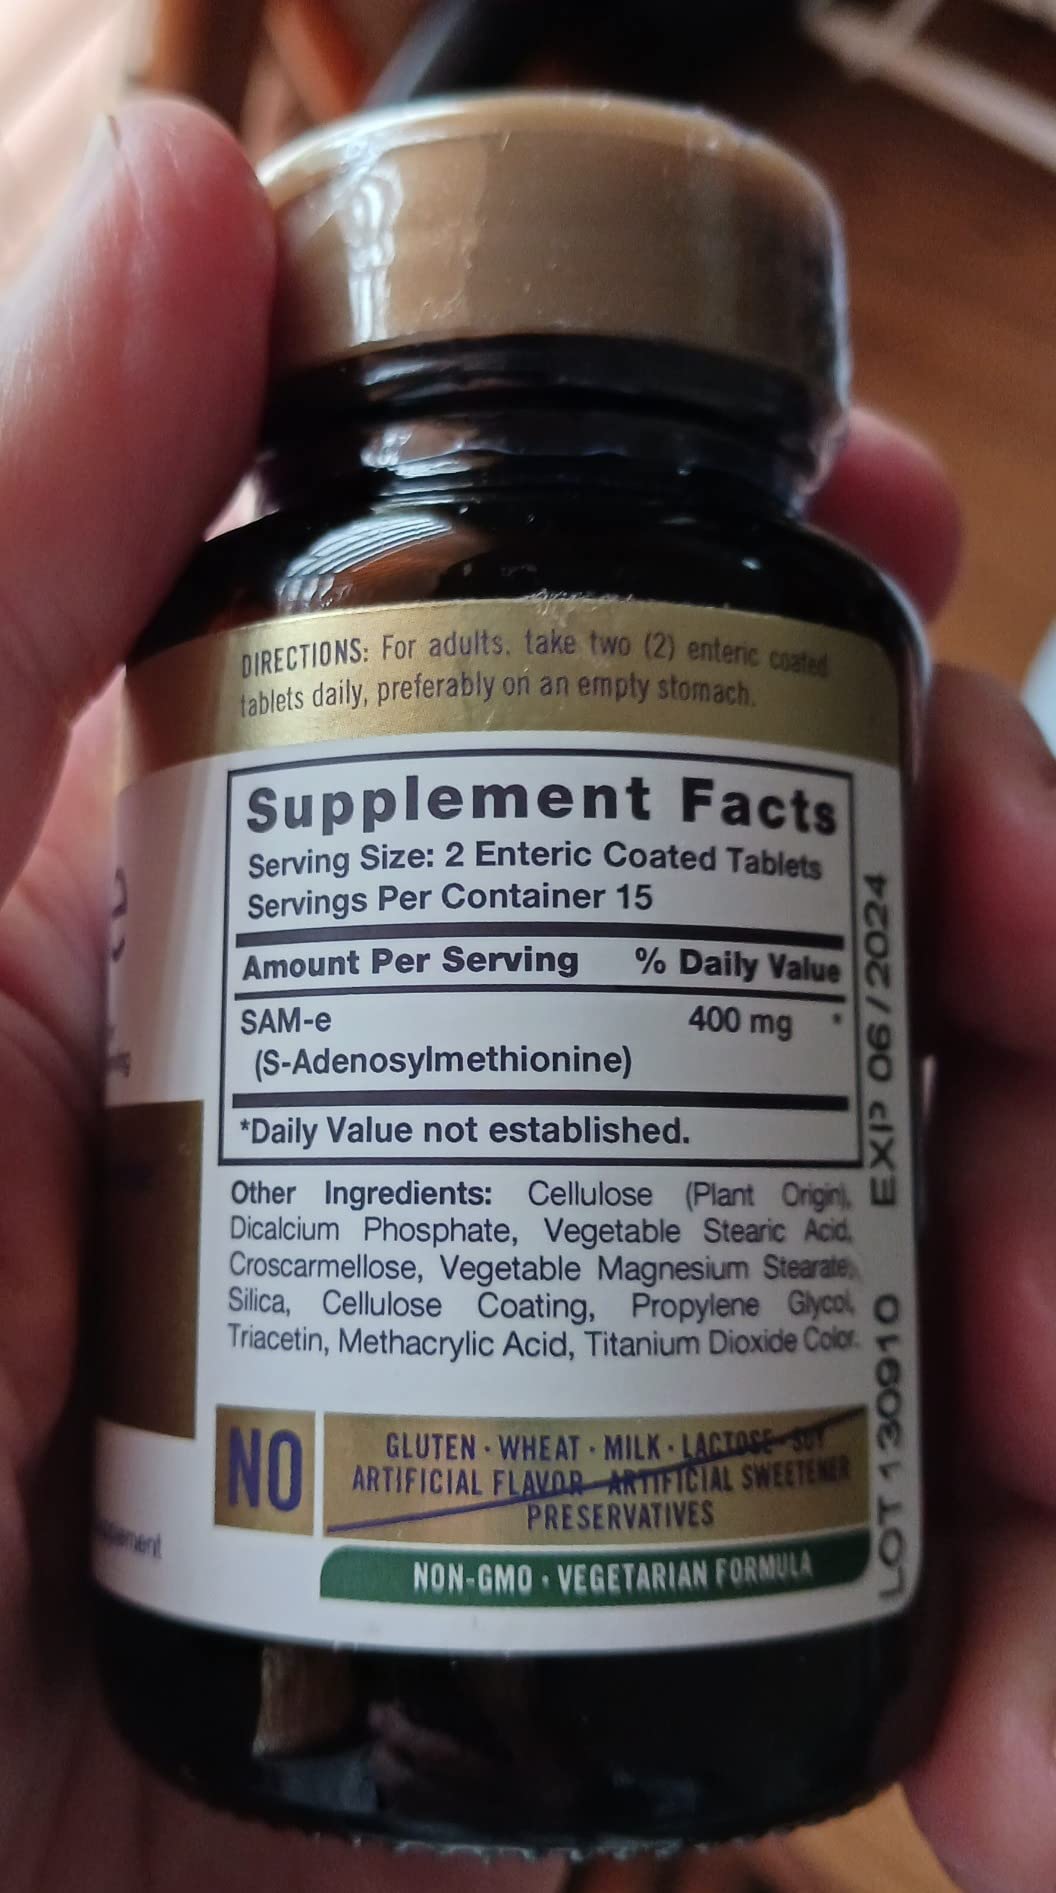 DIRECTIONS: For adults, take two (2) enteric coated
tablets daily, preferably on an empty stomach.
Supplement Facts
Serving Size: 2 Enteric Coated Tablets
Servings Per Container 15
Amount Per Serving % Daily Value
SAM-e 400 mg *
(S-Adenosylmethionine)
*Daily Value not established.
Other Ingredients: Cellulose (Plant Origin),
Dicalcium Phosphate, Vegetable Stearic Acid,
Croscarmellose, Vegetable Magnesium Stearate,
Silica, Cellulose Coating, Propylene Glycol,
Triacetin, Methacrylic Acid, Titanium Dioxide Color.
NO
GLUTEN · WHEAT · MILK · LACTOSE · SOY
ARTIFICIAL FLAVOR ARTIFICIAL SWEETENER
PRESERVATIVES
NON-GMO · VEGETARIAN FORMULA
LOT 130910 EXP 06/2024